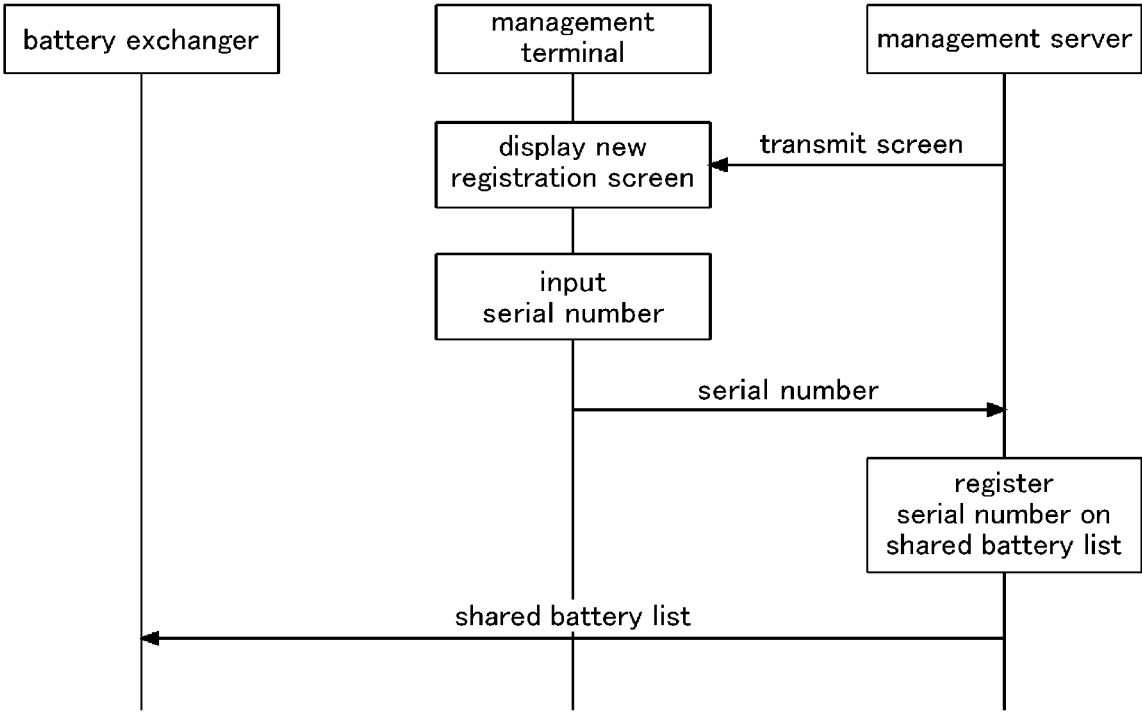 battery exchanger
management
terminal
management server
display new
registration screen
transmit screen
input
serial number
serial number
register
serial number on
shared battery list
shared battery list